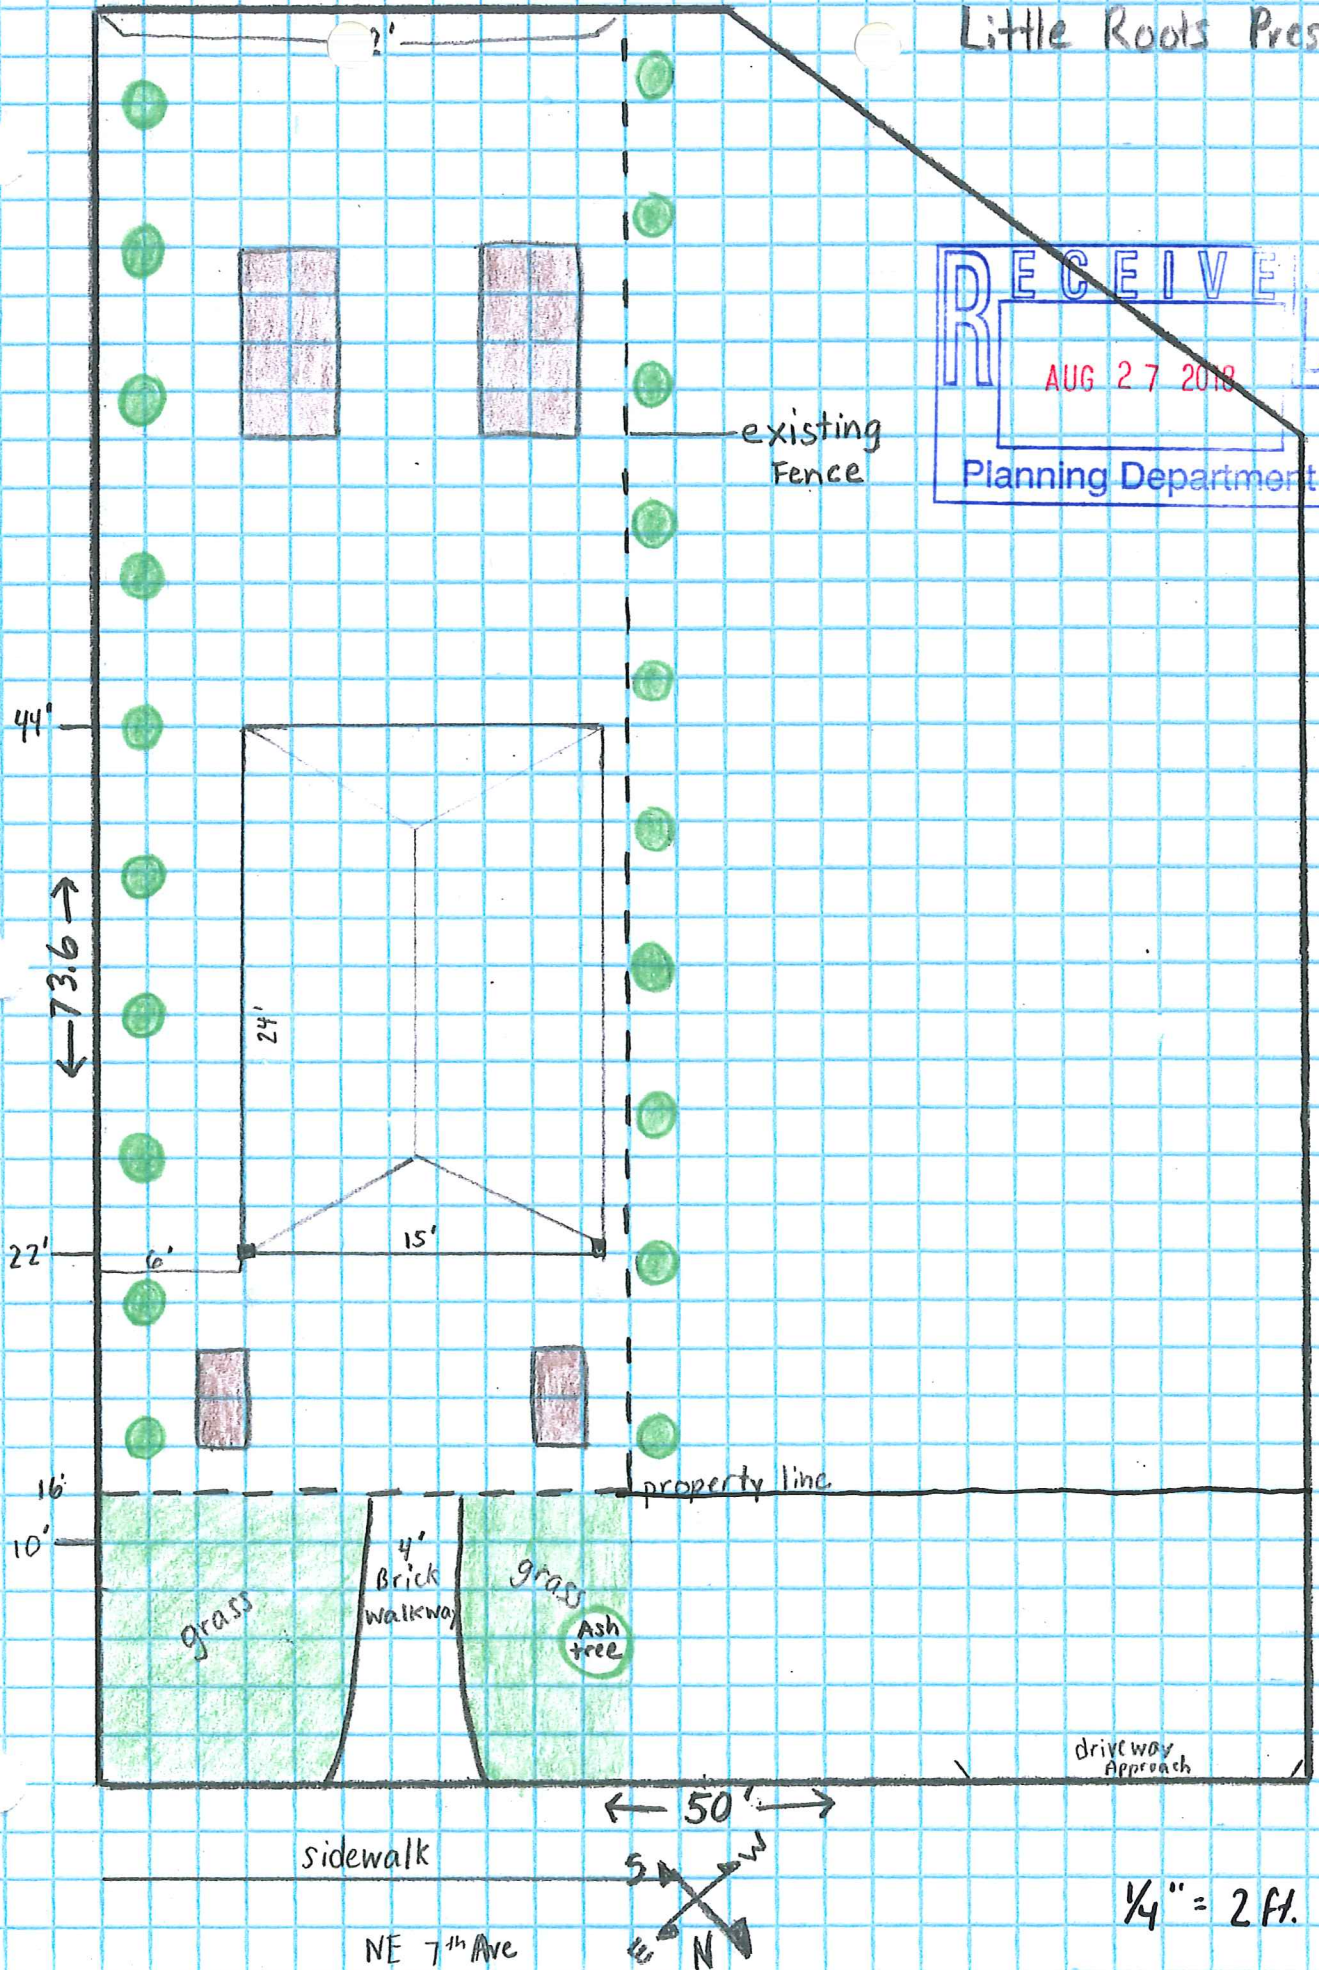 Little Roots
2'
RECEIVE
AUG 27 2018
Planning Department
existing
Fence
44'
← 73.6 →
24'
22'
6'
15'
16'
property line
10'
4'
Brick
walkway
grass
grass
Ash
tree
driveway
Approach
← 50' →
sidewalk
S W
E N
1/4" = 2 ft.
NE 7th Ave